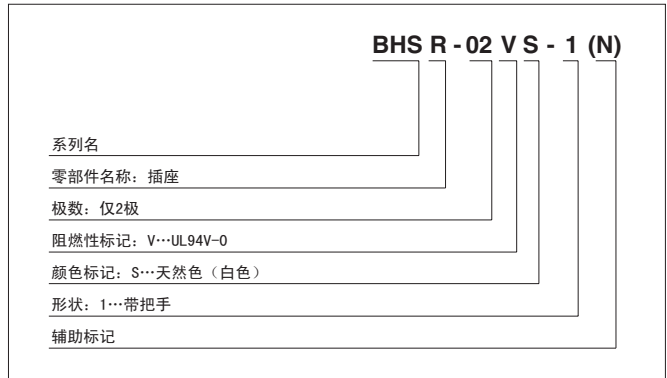 BHS R - 02 V S - 1 (N)
系列名
零部件名称：插座
极数：仅2极
阻燃性标记：V…UL94V-0
颜色标记：S…天然色（白色）
形状：1…带把手
辅助标记